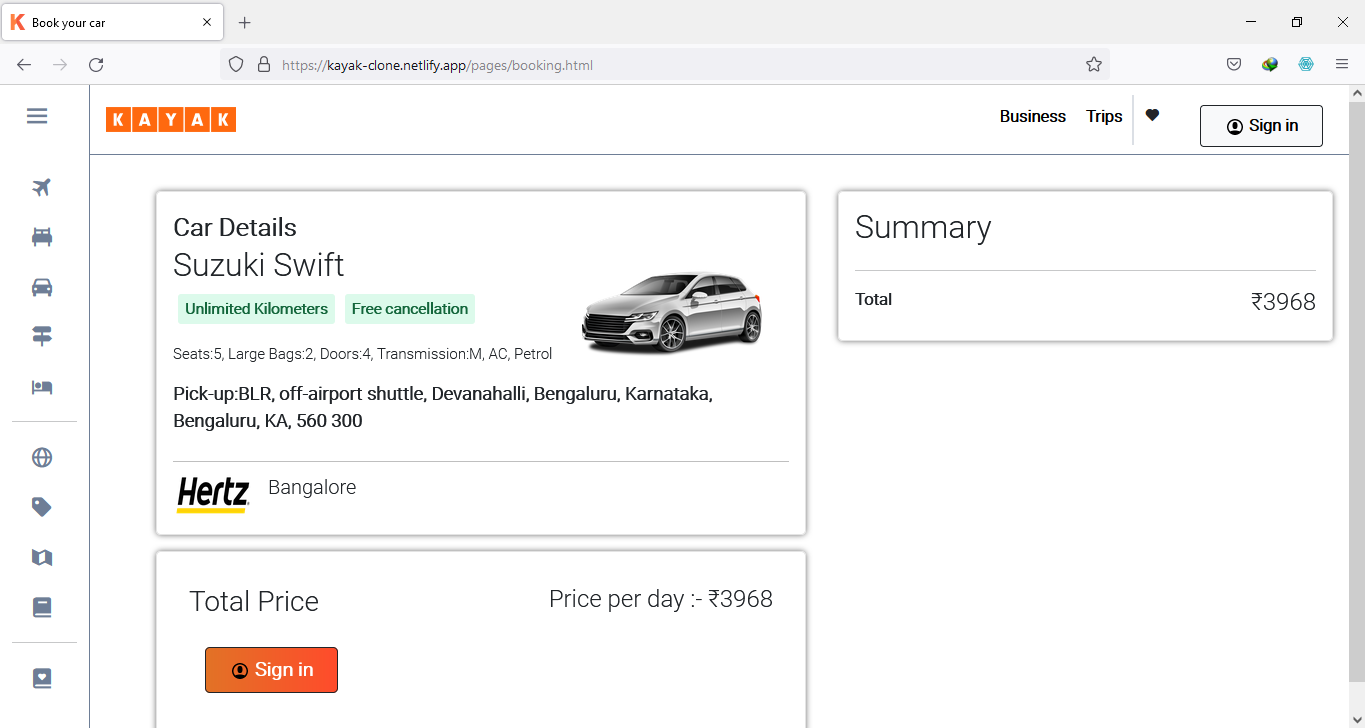 Book your car
https://kayak-clone.netlify.app/pages/booking.html
KAYAK
Business
Trips
Sign in
Car Details
Suzuki Swift
Unlimited Kilometers
Free cancellation
Seats:5, Large Bags:2, Doors:4, Transmission:M, AC, Petrol
Pick-up:BLR, off-airport shuttle, Devanahalli, Bengaluru, Karnataka,
Bengaluru, KA, 560 300
Hertz
Bangalore
Summary
Total
₹3968
Total Price
Price per day :- ₹3968
Sign in